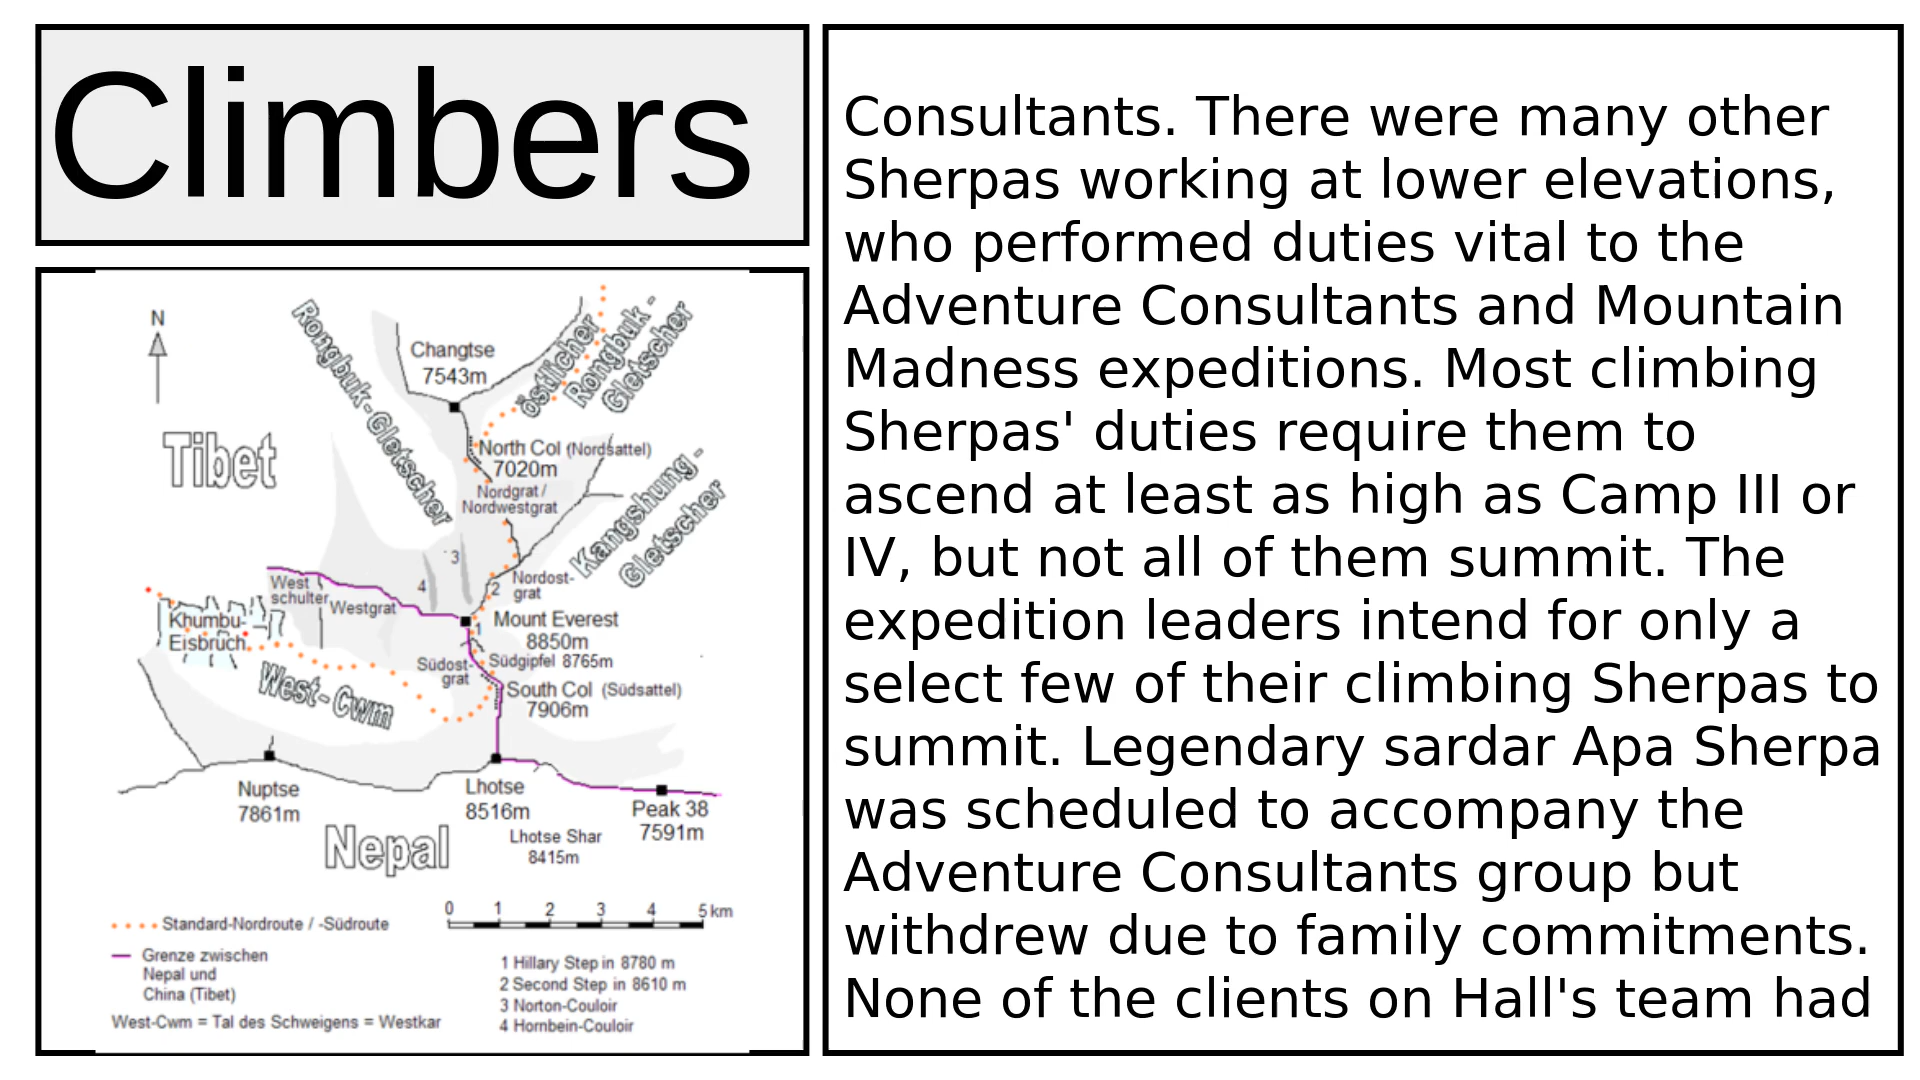 Climbers
N
Rongbuk-Gletscher
östlicher
Rongbuk-
Gletscher
Changtse
7543m
Tibet
North Col (Nordsattel)
7020m
Nordgrat /
Nordwestgrat
Kangshung-
Gletscher
3
4
2
Nordost-
grat
West
schulter
Westgrat
Khumbu-
Eisbruch
Mount Everest
8850m
1
Südost-
grat
Südgipfel 8765m
West-Cwm
South Col (Südsattel)
7906m
Nuptse
7861m
Lhotse
8516m
Peak 38
7591m
Nepal
Lhotse Shar
8415m
0 1 2 3 4 5 km
Standard-Nordroute / -Südroute
Grenze zwischen
Nepal und
China (Tibet)
West-Cwm = Tal des Schweigens = Westkar
1 Hillary Step in 8780 m
2 Second Step in 8610 m
3 Norton-Couloir
4 Hornbein-Couloir
Consultants. There were many other
Sherpas working at lower elevations,
who performed duties vital to the
Adventure Consultants and Mountain
Madness expeditions. Most climbing
Sherpas' duties require them to
ascend at least as high as Camp III or
IV, but not all of them summit. The
expedition leaders intend for only a
select few of their climbing Sherpas to
summit. Legendary sardar Apa Sherpa
was scheduled to accompany the
Adventure Consultants group but
withdrew due to family commitments.
None of the clients on Hall's team had